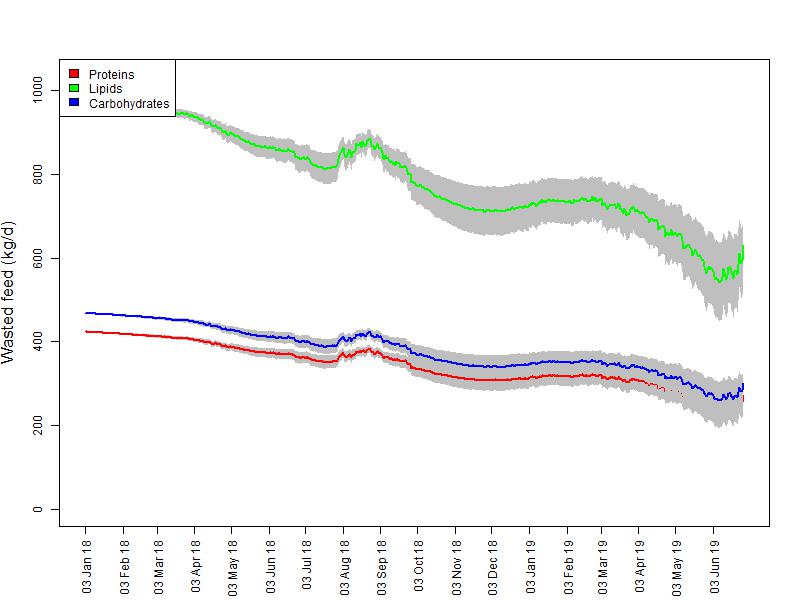 Proteins
Lipids
Carbohydrates
Wasted feed (kg/d)
1000
800
600
400
200
0
03 Jan 18
03 Feb 18
03 Mar 18
03 Apr 18
03 May 18
03 Jun 18
03 Jul 18
03 Aug 18
03 Sep 18
03 Oct 18
03 Nov 18
03 Dec 18
03 Jan 19
03 Feb 19
03 Mar 19
03 Apr 19
03 May 19
03 Jun 19